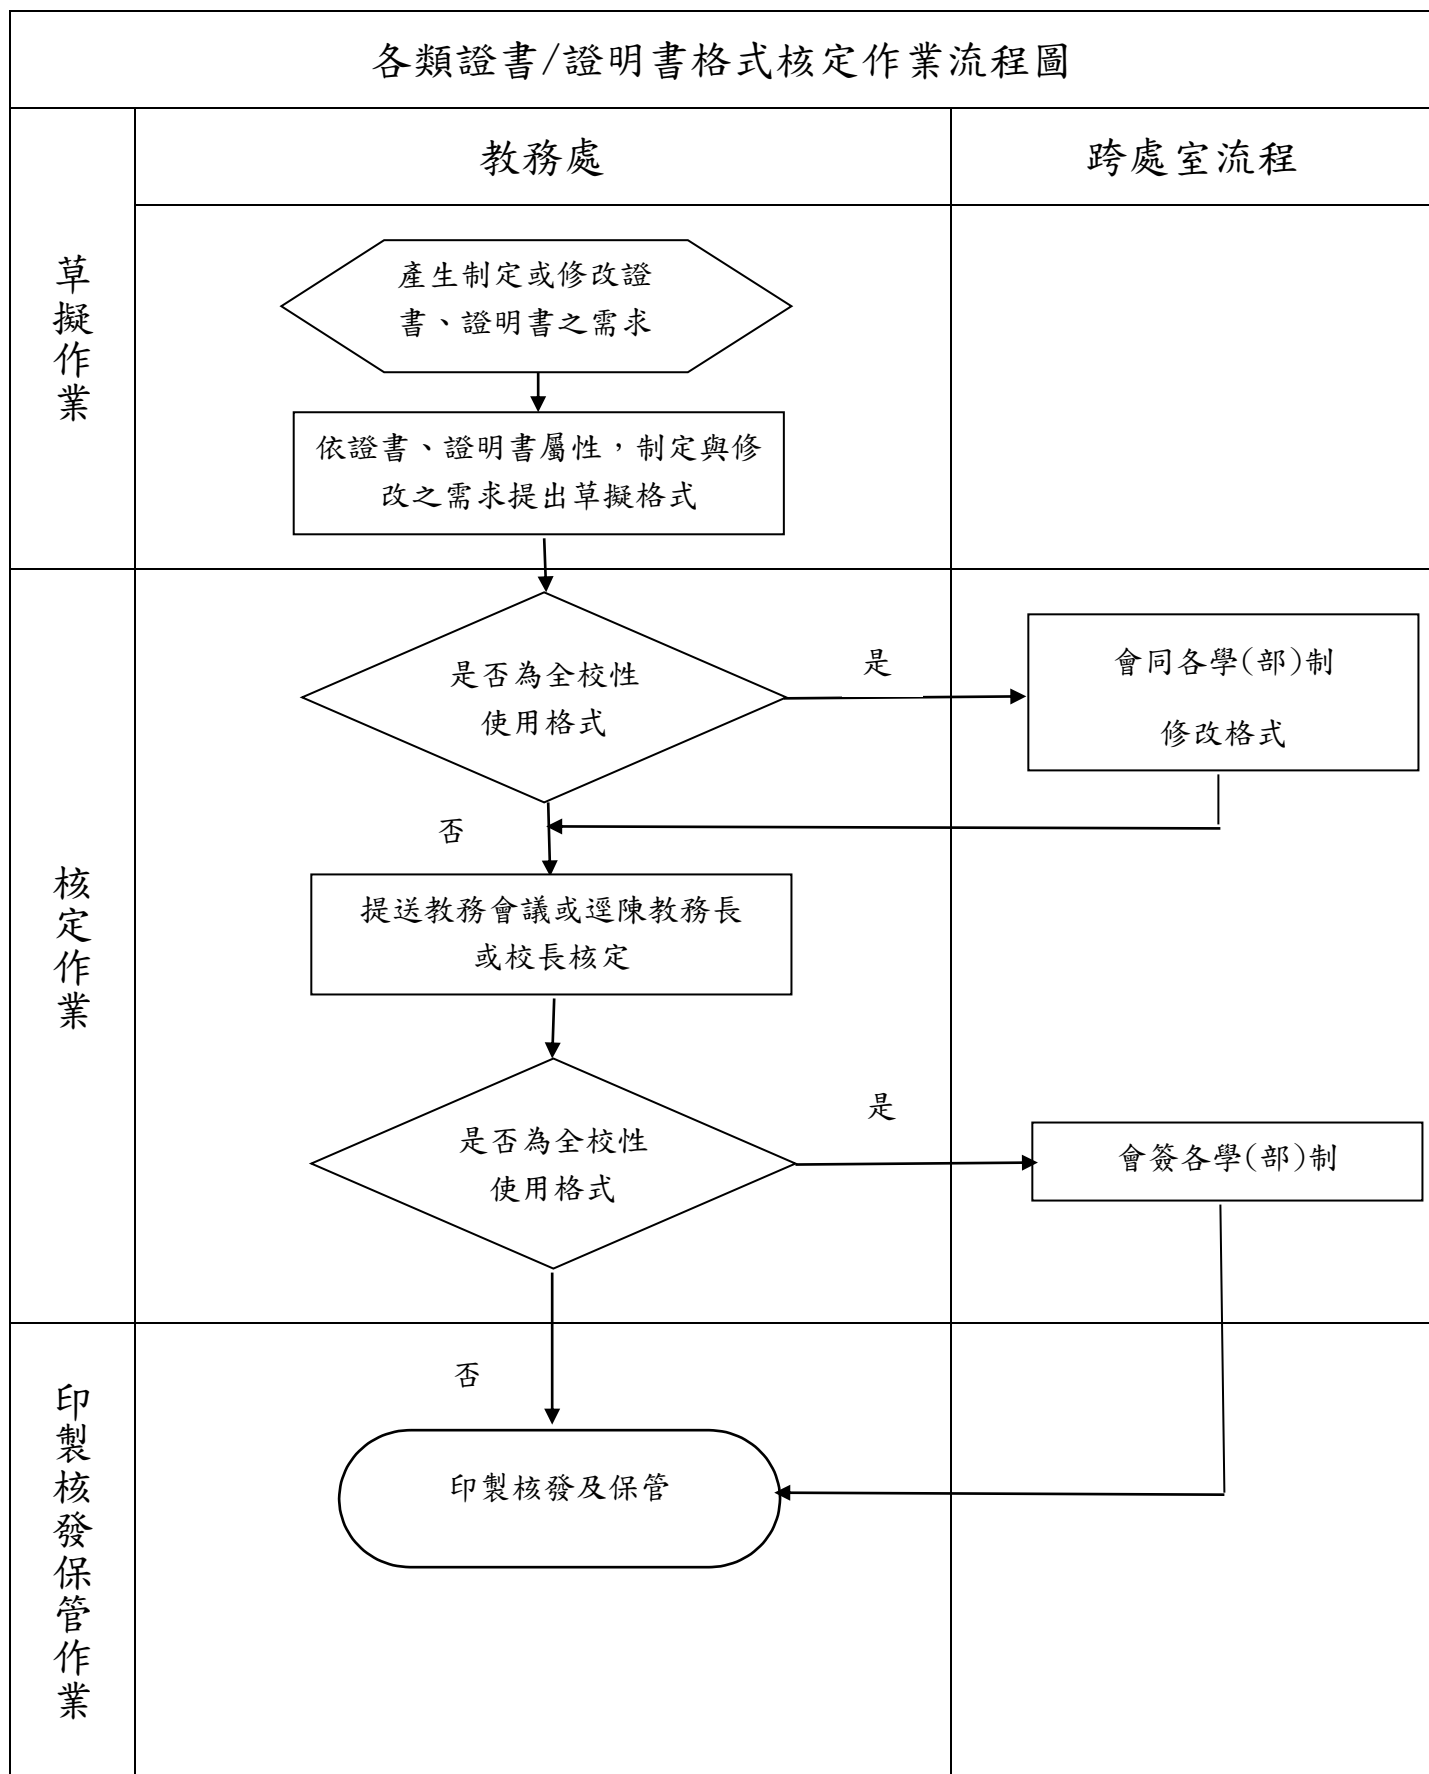 各類證書/證明書格式核定作業流程圖
教務處
跨處室流程
草擬作業
產生制定或修改證
書、證明書之需求
依證書、證明書屬性，制定與修
改之需求提出草擬格式
核定作業
是否為全校性
使用格式
是
會同各學(部)制
修改格式
否
提送教務會議或逕陳教務長
或校長核定
是否為全校性
使用格式
是
會簽各學(部)制
印製核發保管作業
否
印製核發及保管